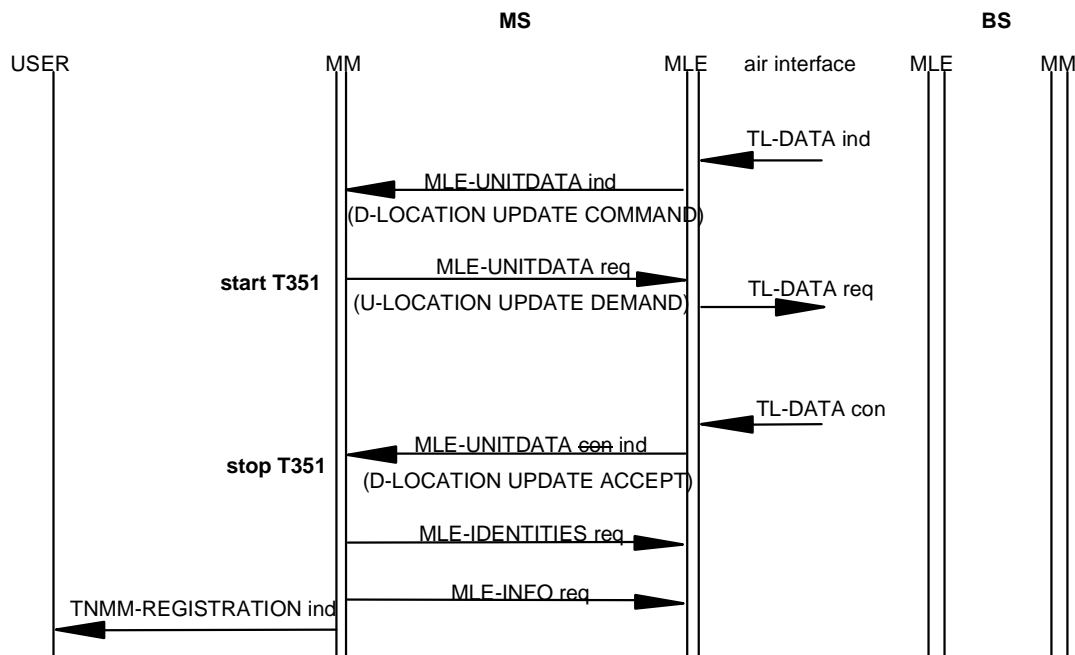 MS BS
USER MM MLE air interface MLE MM
TL-DATA ind
MLE-UNITDATA ind
(D-LOCATION UPDATE COMMAND)
MLE-UNITDATA req
start T351
TL-DATA req
(U-LOCATION UPDATE DEMAND)
TL-DATA con
MLE-UNITDATA con ind
stop T351
(D-LOCATION UPDATE ACCEPT)
MLE-IDENTITIES req
MLE-INFO req
TNMM-REGISTRATION ind